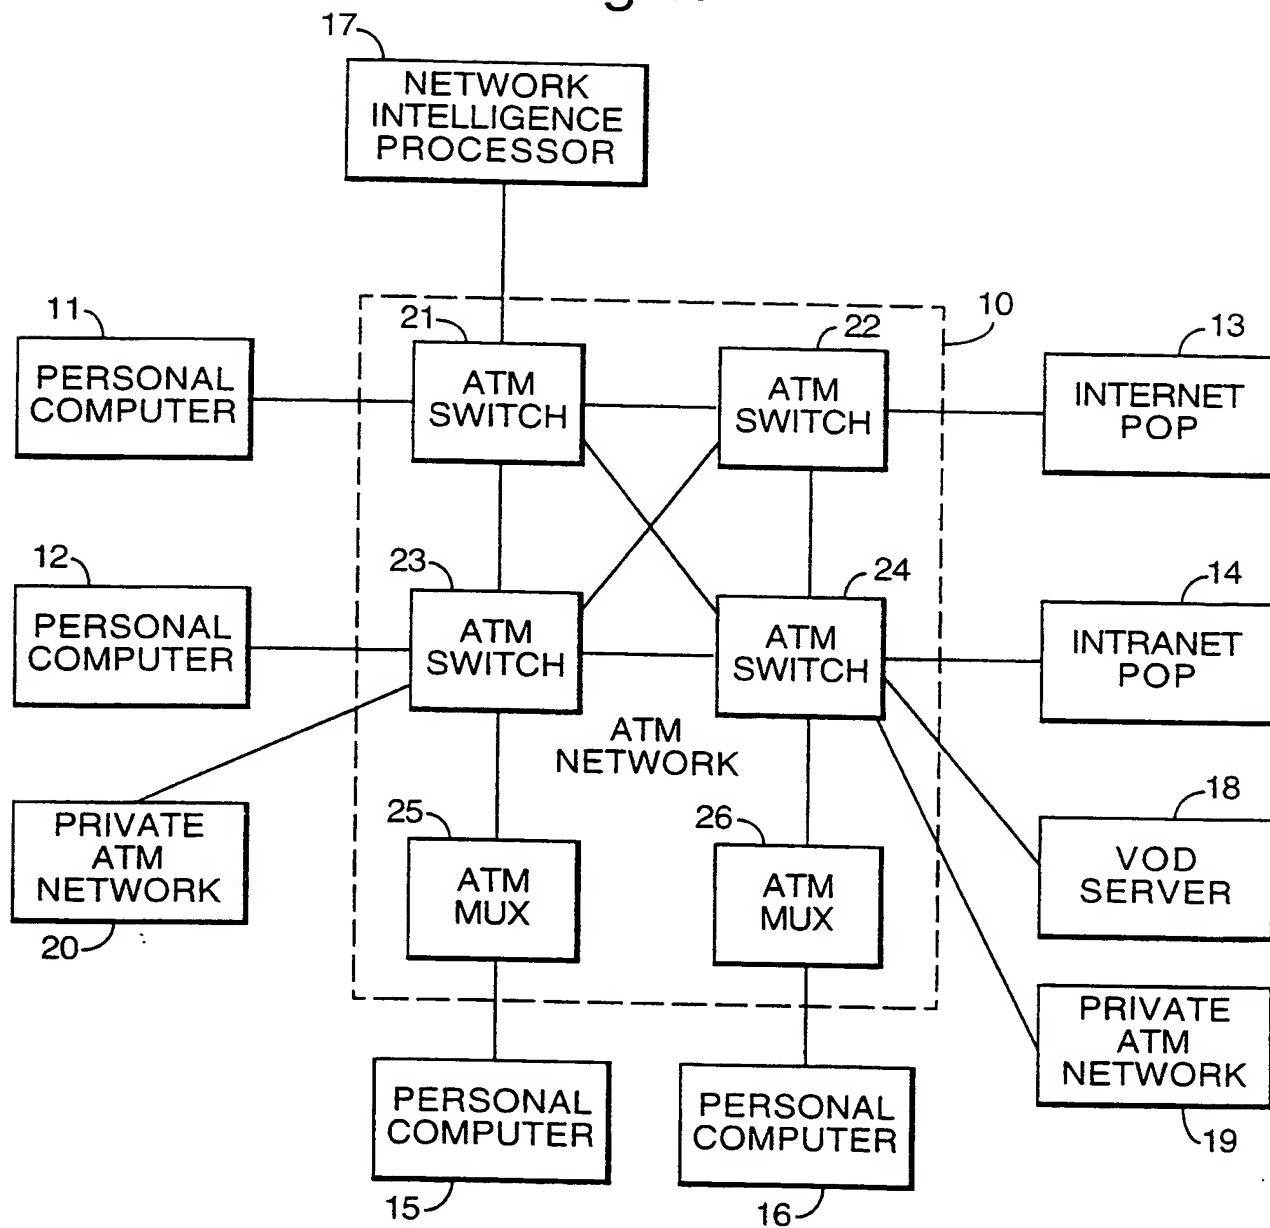 17
NETWORK
INTELLIGENCE
PROCESSOR
11
PERSONAL
COMPUTER
21
ATM
SWITCH
22
ATM
SWITCH
10
13
INTERNET
POP
12
PERSONAL
COMPUTER
23
ATM
SWITCH
24
ATM
SWITCH
14
INTRANET
POP
ATM
NETWORK
20
PRIVATE
ATM
NETWORK
25
ATM
MUX
26
ATM
MUX
18
VOD
SERVER
PRIVATE
ATM
NETWORK
19
PERSONAL
COMPUTER
15
PERSONAL
COMPUTER
16